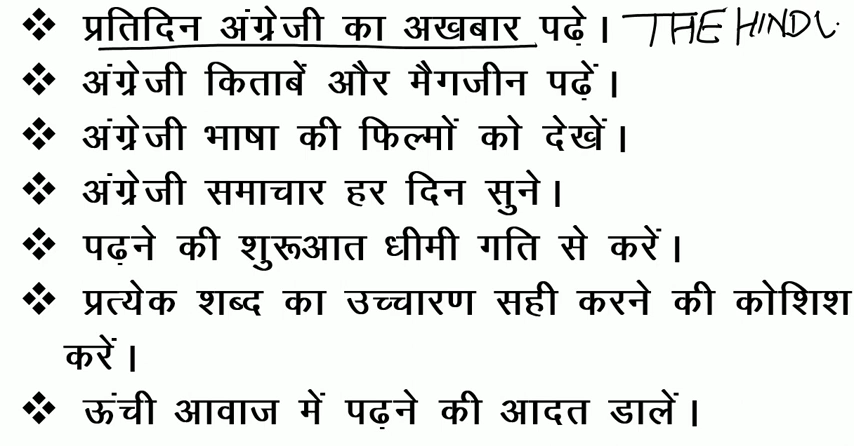 ❖ प्रतिदिन अंग्रेजी का अखबार पढ़े। THE HINDU
❖ अंग्रेजी किताबें और मैगजीन पढ़ें।
❖ अंग्रेजी भाषा की फिल्मों को देखें।
❖ अंग्रेजी समाचार हर दिन सुने।
❖ पढ़ने की शुरूआत धीमी गति से करें।
❖ प्रत्येक शब्द का उच्चारण सही करने की कोशिश
करें।
❖ ऊंची आवाज में पढ़ने की आदत डालें।